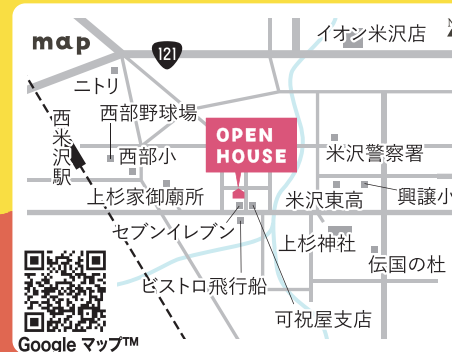 map
121
イオン米沢店
ニトリ
西部野球場
西米沢駅
西部小
OPEN
HOUSE
米沢警察署
上杉家御廟所
米沢東高
興譲小
セブンイレブン
上杉神社
伝国の杜
ビストロ飛行船
可祝屋支店
Google マップ™